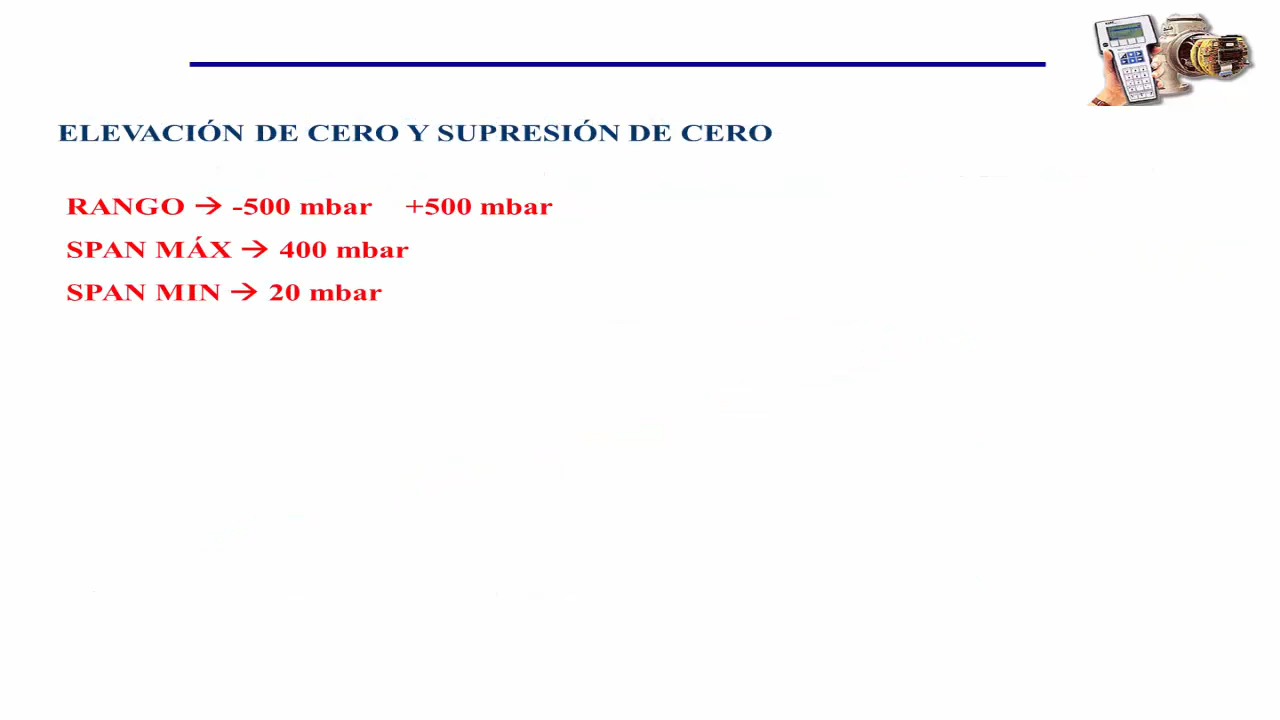 ELEVACIÓN DE CERO Y SUPRESIÓN DE CERO
RANGO → -500 mbar +500 mbar
SPAN MÁX → 400 mbar
SPAN MIN → 20 mbar